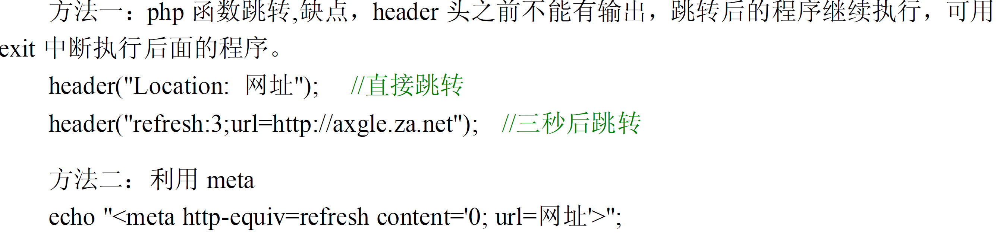 方法一：php 函数跳转,缺点，header 头之前不能有输出，跳转后的程序继续执行，可用
exit 中断执行后面的程序。
header("Location: 网址"); //直接跳转
header("refresh:3;url=http://axgle.za.net"); //三秒后跳转
方法二：利用 meta
echo "<meta http-equiv=refresh content='0; url=网址'>";